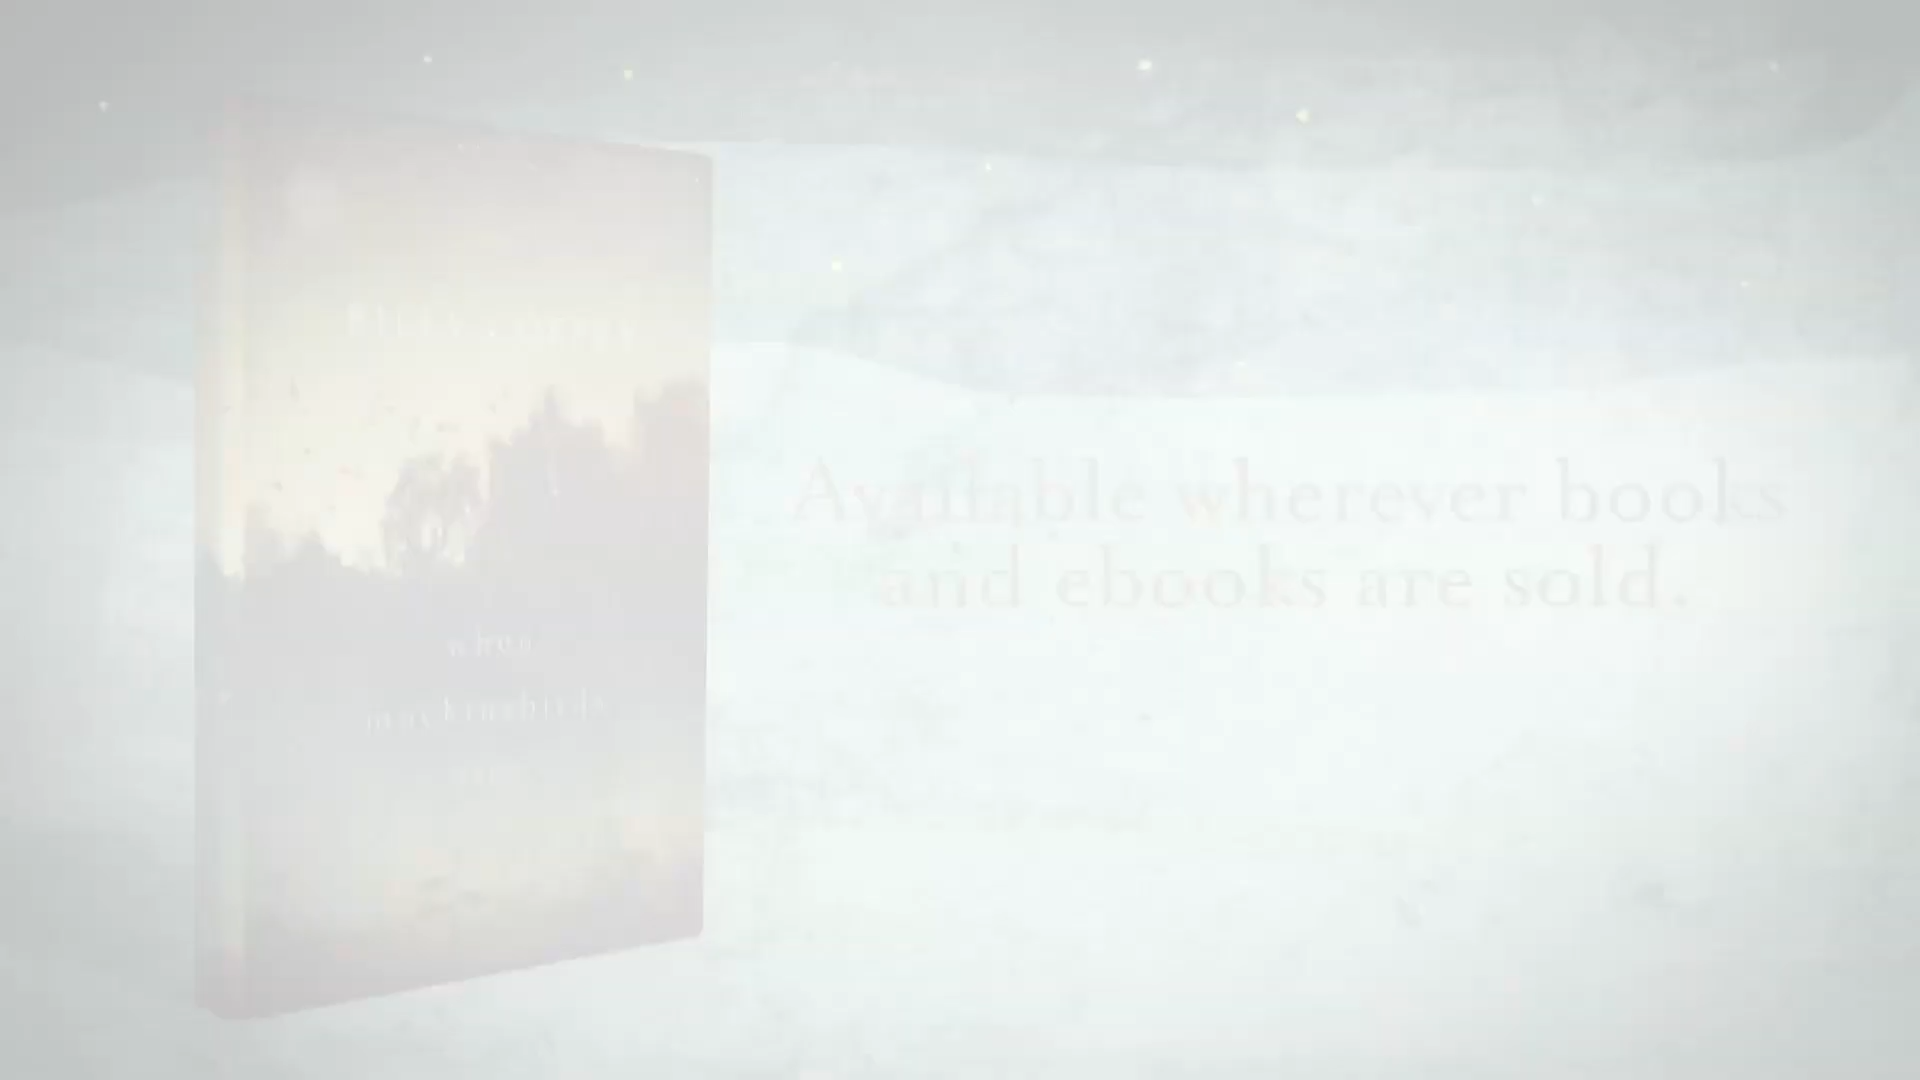 when
mockingbirds
Available wherever books
and ebooks are sold.